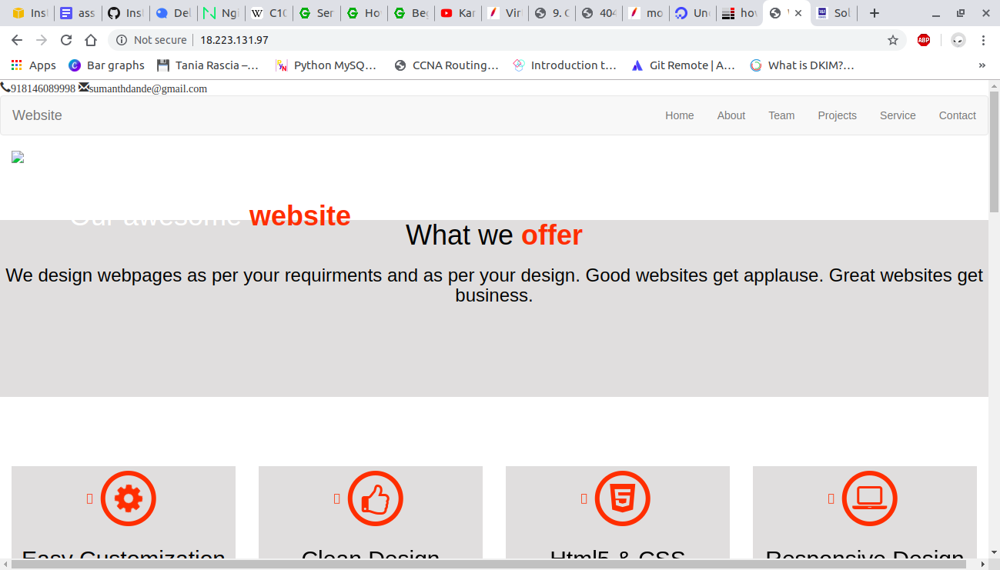 Inst ass Inst Del Ngi C10 Ser Ho Beg Kar Vir 9. C 404 mo Un hov Sol
Not secure 18.223.131.97 ABP
Apps Bar graphs Tania Rascia –... Python MySQ... CCNA Routing... Introduction t... Git Remote | A... What is DKIM?... »
918146089998 sumanthdande@gmail.com
Website Home About Team Projects Service Contact
Our awesome website
What we offer
We design webpages as per your requirments and as per your design. Good websites get applause. Great websites get
business.
Easy Customization Clean Design Html5 & CSS Responsive Design